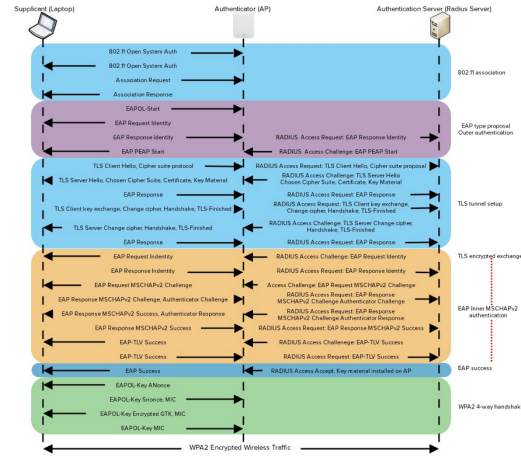 Supplicant (Laptop)
Authenticator (AP)
Authentication Server (Radius Server)
802.11 Open System Auth
802.11 Open System Auth
Association Request
Association Response
802.11 association
EAPOL-Start
EAP Request Identity
EAP Response Identity
RADIUS Access Request: EAP Response Identity
EAP PEAP Start
RADIUS. Access Challenge: EAP PEAP Start
EAP type proposal
Outer authentication
TLS Client Hello, Cipher suite protocol
RADIUS Access Request: TLS Client Hello, Cipher suite proposal
TLS Server Hello, Chosen Cipher Suite, Certificate, Key Material
RADIUS Access Challenge: TLS Server Hello
Chosen Cipher Suite, Certificate, Key Material
EAP Response
RADIUS Access Request: EAP Response
TLS Client key exchange, Change cipher, Handshake, TLS-Finished
RADIUS Access Request: TLS Client key exchange,
Change cipher, Handshake, TLS-Finished
TLS Server Change cipher, Handshake, TLS-Finished
RADIUS Access Challenge: TLS Server Change cipher,
Handshake, TLS-Finished
EAP Response
RADIUS Access Request: EAP Response
TLS tunnel setup
EAP Request Indentity
RADIUS Access Challenge: EAP Request Identity
TLS encrypted exchange
EAP Response Indentity
RADIUS Access Request: EAP Response Identity
EAP Request MSCHAPv2 Challenge
Access Challenge: EAP Request MSCHAPv2 Challenge
EAP Response MSCHAPv2 Challenge, Authenticator Challenge
RADIUS Access Request: EAP Response
MSCHAPv2 Challenge Authenticator Challenge
EAP Response MSCHAPv2 Success, Authenticator Response
RADIUS Access Request: EAP Response
MSCHAPv2 Challenge Authenticator Response
EAP Response MSCHAPv2 Success
RADIUS Access Request: EAP Response MSCHAPv2 Success
EAP-TLV Success
RADIUS Access Challenege: EAP-TLV Success
EAP-TLV Success
RADIUS Access Request: EAP-TLV Success
EAP Inner MSCHAPv2
authentication
EAP Success
RADIUS Access Accept: Key material installed on AP
EAP success
EAPOL-Key ANonce
EAPOL-Key Snonce, MIC
EAPOL-Key Encrypted GTK, MIC
EAPOL-Key MIC
WPA2 4-way handshak
WPA2 Encrypted Wireless Traffic